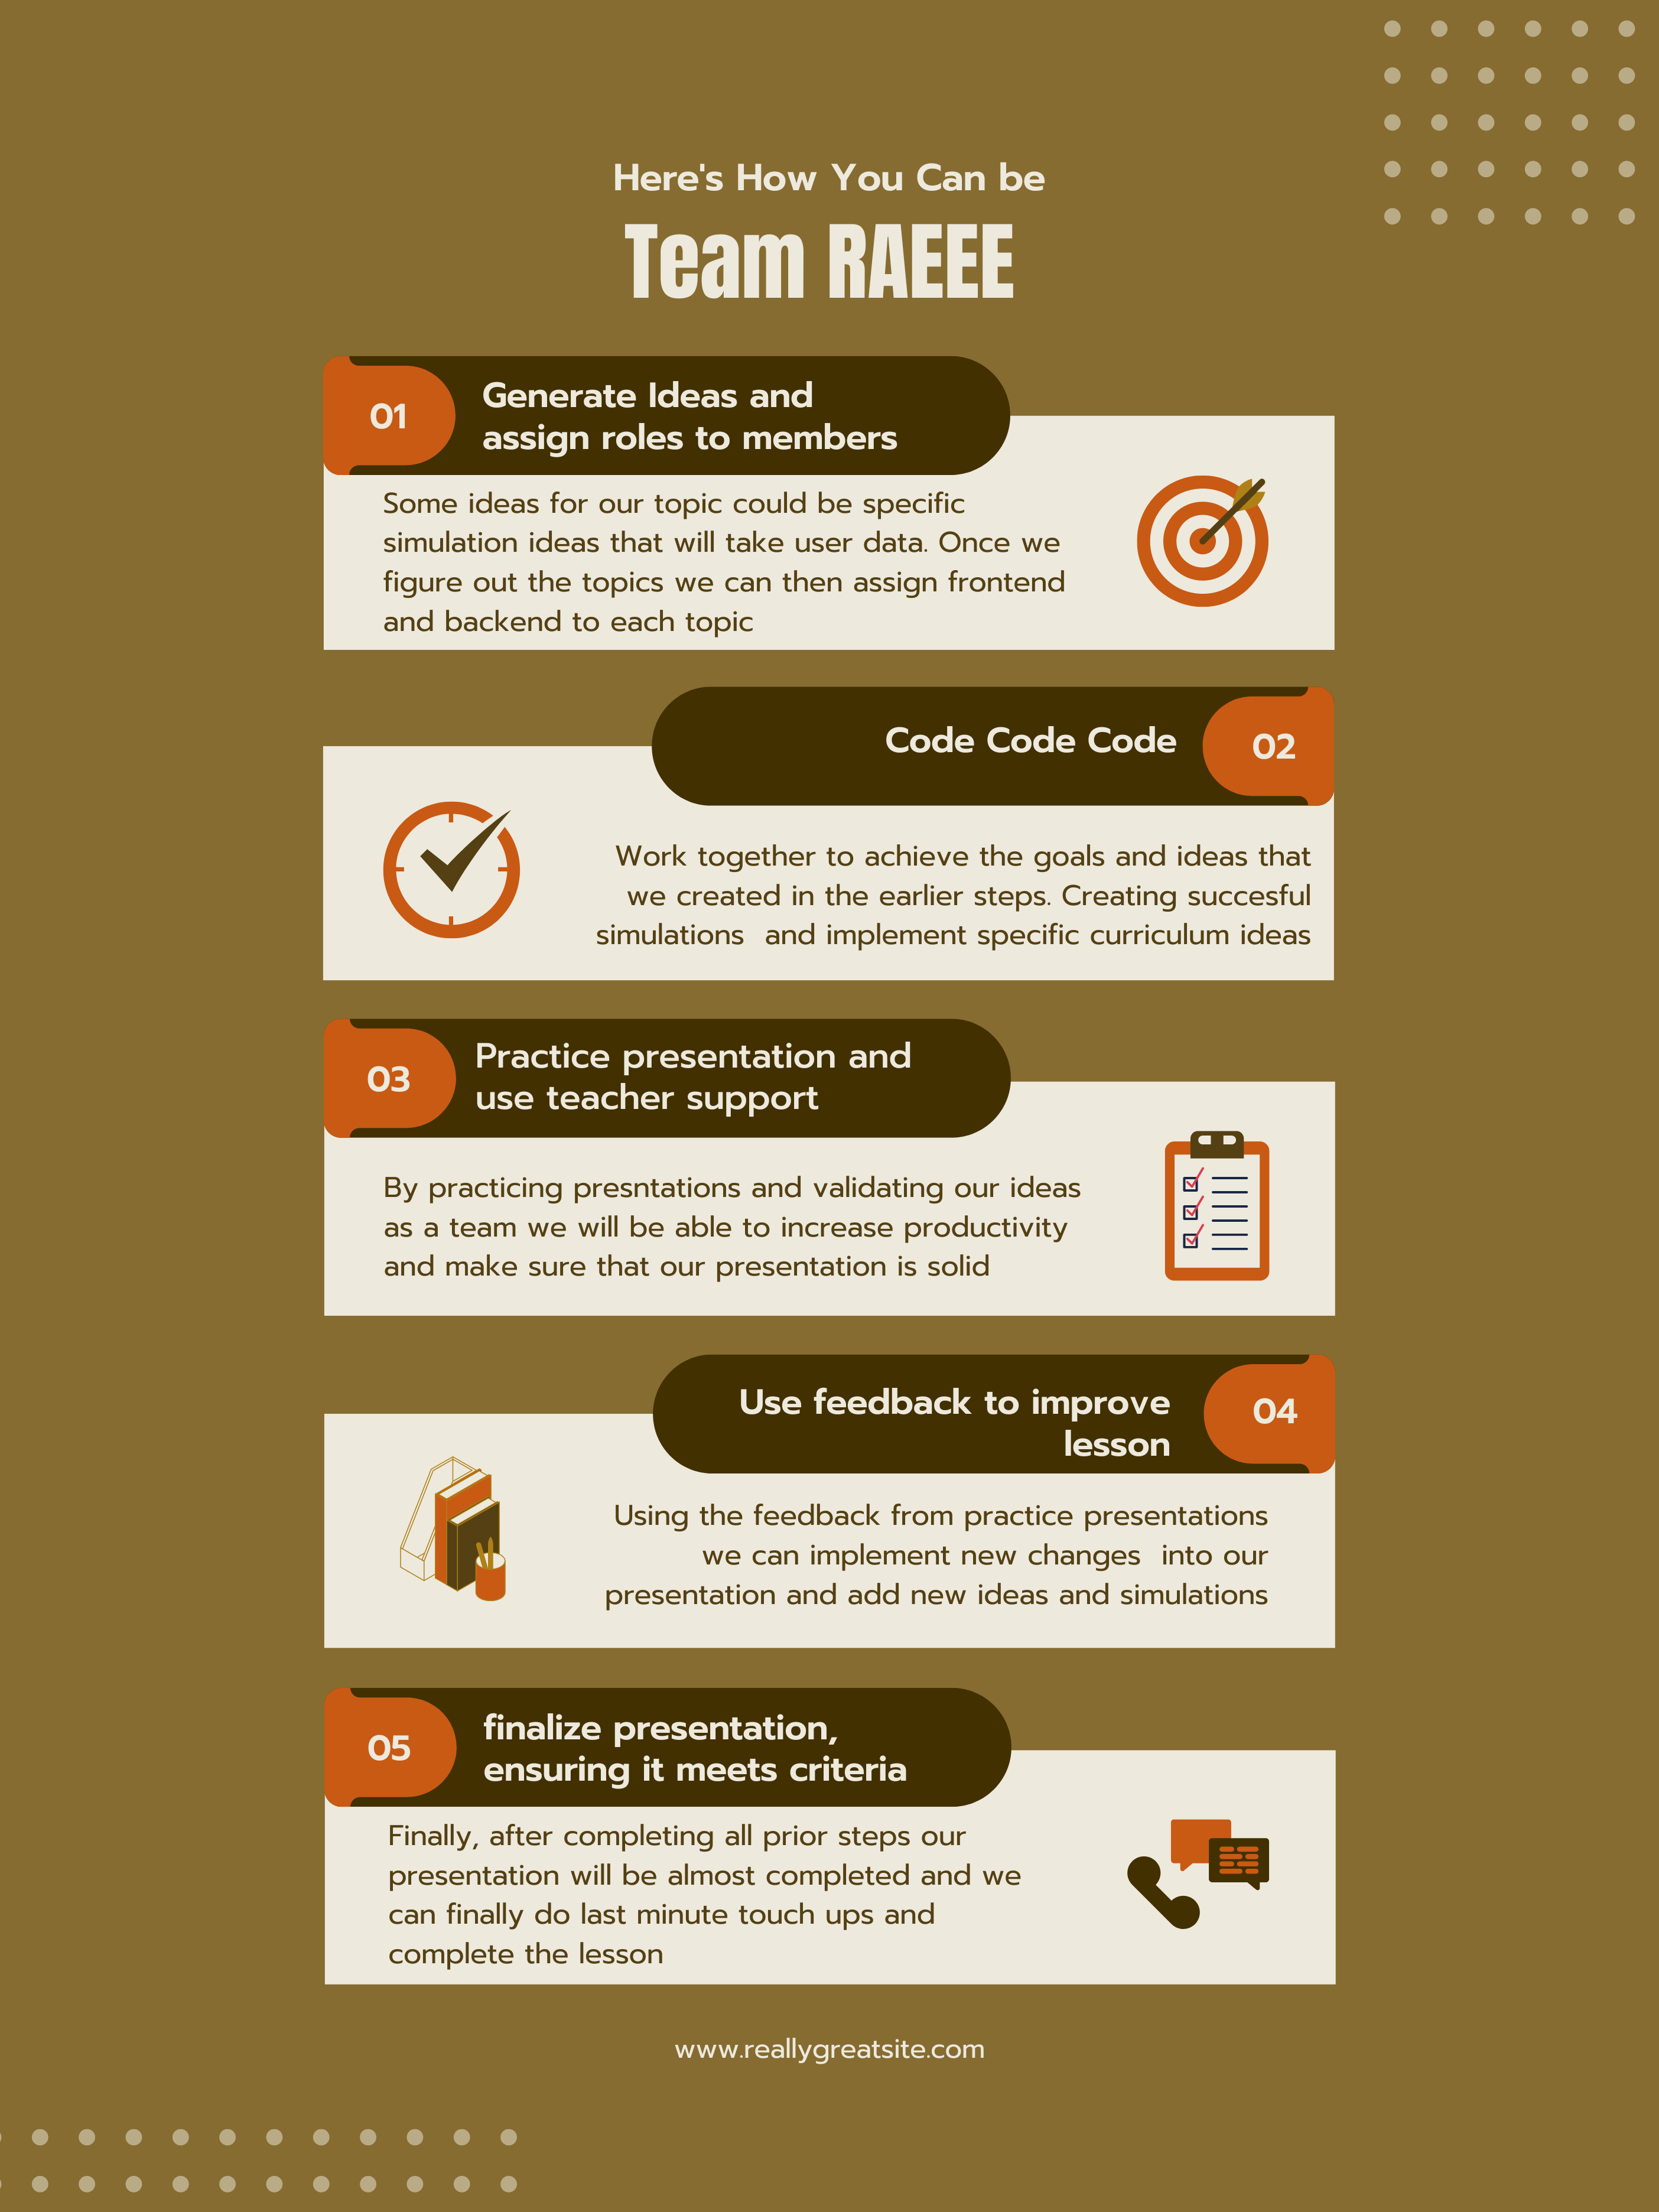 Here's How You Can be
Team RAEEE
01
Generate Ideas and
assign roles to members
Some ideas for our topic could be specific
simulation ideas that will take user data. Once we
figure out the topics we can then assign frontend
and backend to each topic
Code Code Code
02
Work together to achieve the goals and ideas that
we created in the earlier steps. Creating succesful
simulations  and implement specific curriculum ideas
03
Practice presentation and
use teacher support
By practicing presntations and validating our ideas
as a team we will be able to increase productivity
and make sure that our presentation is solid
Use feedback to improve
lesson
04
Using the feedback from practice presentations
we can implement new changes  into our
presentation and add new ideas and simulations
05
finalize presentation,
ensuring it meets criteria
Finally, after completing all prior steps our
presentation will be almost completed and we
can finally do last minute touch ups and
complete the lesson
www.reallygreatsite.com